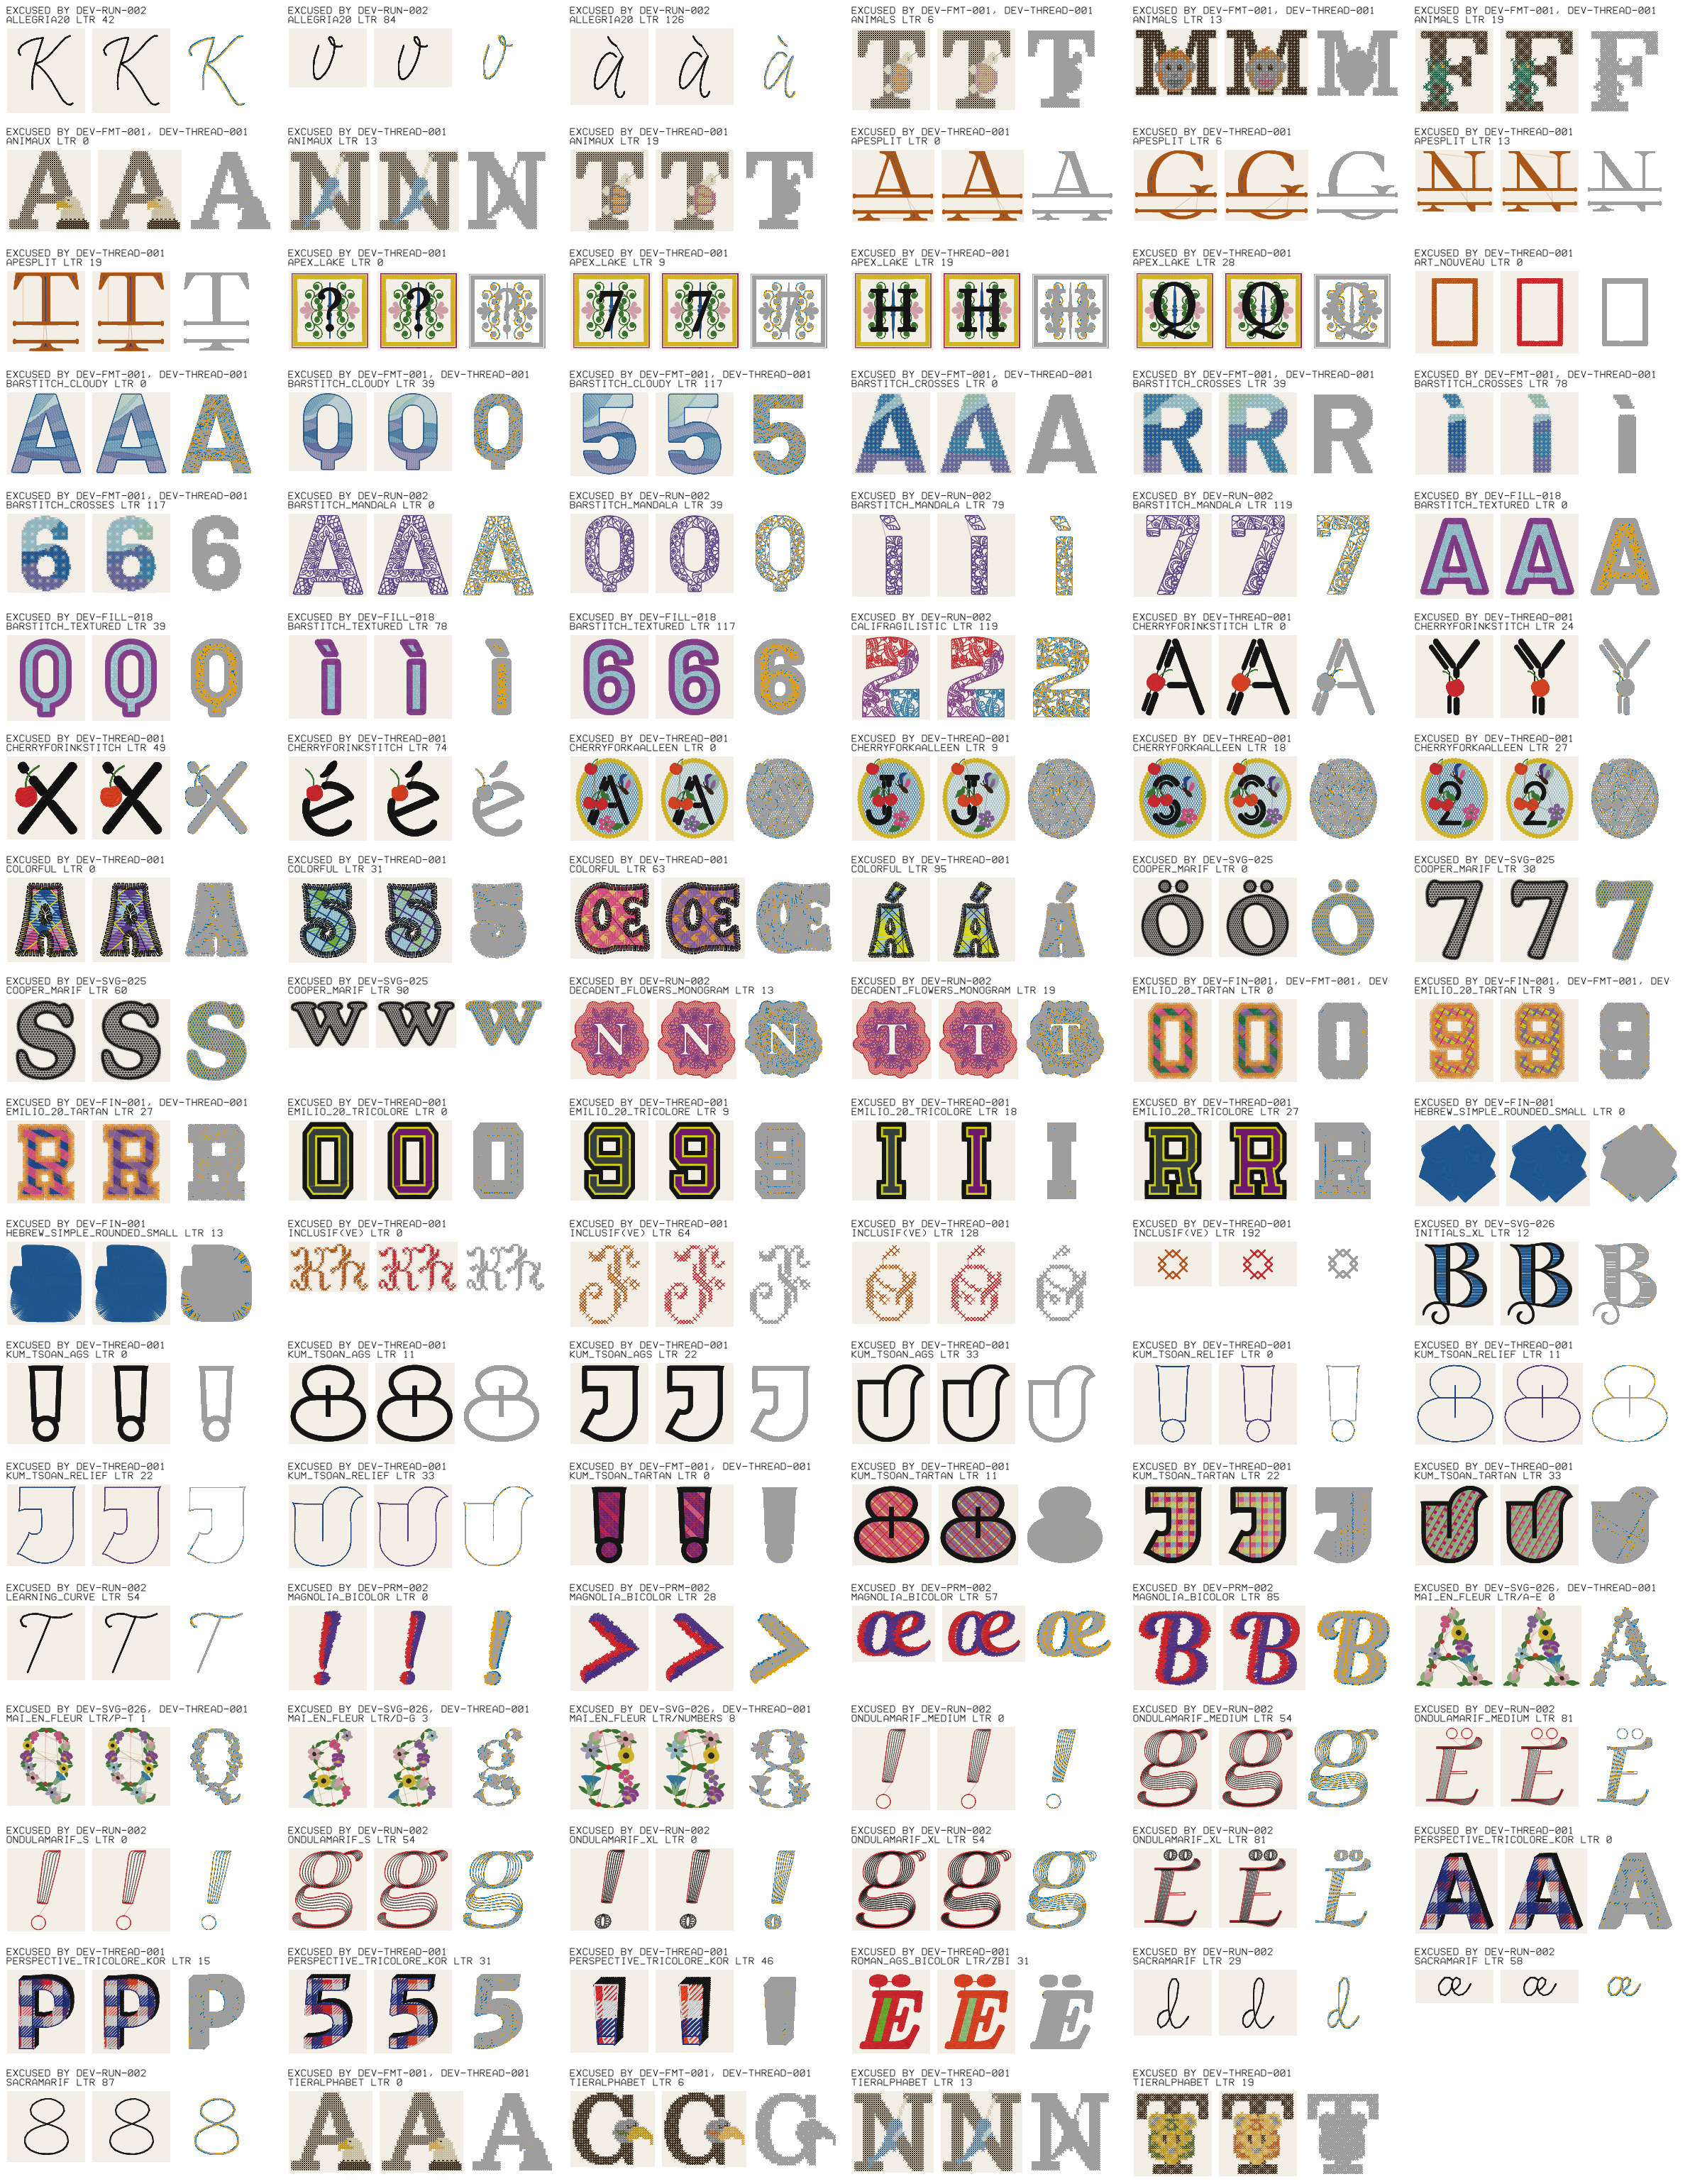 EXCUSED BY DEV-RUN-002
ALLEGRIA20 LTR 42
EXCUSED BY DEV-RUN-002
ALLEGRIA20 LTR 84
EXCUSED BY DEV-RUN-002
ALLEGRIA20 LTR 126
EXCUSED BY DEV-FMT-001, DEV-THREAD-001
ANIMALS LTR 6
EXCUSED BY DEV-FMT-001, DEV-THREAD-001
ANIMALS LTR 13
EXCUSED BY DEV-FMT-001, DEV-THREAD-001
ANIMALS LTR 19
EXCUSED BY DEV-FMT-001, DEV-THREAD-001
ANIMAUX LTR 0
EXCUSED BY DEV-THREAD-001
ANIMAUX LTR 13
EXCUSED BY DEV-THREAD-001
ANIMAUX LTR 19
EXCUSED BY DEV-THREAD-001
APESPLIT LTR 0
EXCUSED BY DEV-THREAD-001
APESPLIT LTR 6
EXCUSED BY DEV-THREAD-001
APESPLIT LTR 13
EXCUSED BY DEV-THREAD-001
APESPLIT LTR 19
EXCUSED BY DEV-THREAD-001
APEX_LAKE LTR 0
EXCUSED BY DEV-THREAD-001
APEX_LAKE LTR 9
EXCUSED BY DEV-THREAD-001
APEX_LAKE LTR 19
EXCUSED BY DEV-THREAD-001
APEX_LAKE LTR 28
EXCUSED BY DEV-THREAD-001
ART_NOUVEAU LTR 0
EXCUSED BY DEV-FMT-001, DEV-THREAD-001
BARSTITCH_CLOUDY LTR 0
EXCUSED BY DEV-FMT-001, DEV-THREAD-001
BARSTITCH_CLOUDY LTR 39
EXCUSED BY DEV-FMT-001, DEV-THREAD-001
BARSTITCH_CLOUDY LTR 117
EXCUSED BY DEV-FMT-001, DEV-THREAD-001
BARSTITCH_CROSSES LTR 0
EXCUSED BY DEV-FMT-001, DEV-THREAD-001
BARSTITCH_CROSSES LTR 39
EXCUSED BY DEV-FMT-001, DEV-THREAD-001
BARSTITCH_CROSSES LTR 78
EXCUSED BY DEV-FMT-001, DEV-THREAD-001
BARSTITCH_CROSSES LTR 117
EXCUSED BY DEV-RUN-002
BARSTITCH_MANDALA LTR 0
EXCUSED BY DEV-RUN-002
BARSTITCH_MANDALA LTR 39
EXCUSED BY DEV-RUN-002
BARSTITCH_MANDALA LTR 79
EXCUSED BY DEV-RUN-002
BARSTITCH_MANDALA LTR 119
EXCUSED BY DEV-FILL-018
BARSTITCH_TEXTURED LTR 0
EXCUSED BY DEV-FILL-018
BARSTITCH_TEXTURED LTR 39
EXCUSED BY DEV-FILL-018
BARSTITCH_TEXTURED LTR 78
EXCUSED BY DEV-FILL-018
BARSTITCH_TEXTURED LTR 117
EXCUSED BY DEV-RUN-002
CALIFRAGILISTIC LTR 119
EXCUSED BY DEV-THREAD-001
CHERRYFORINKSTITCH LTR 0
EXCUSED BY DEV-THREAD-001
CHERRYFORINKSTITCH LTR 24
EXCUSED BY DEV-THREAD-001
CHERRYFORINKSTITCH LTR 49
EXCUSED BY DEV-THREAD-001
CHERRYFORINKSTITCH LTR 74
EXCUSED BY DEV-THREAD-001
CHERRYFORKAALLEEN LTR 0
EXCUSED BY DEV-THREAD-001
CHERRYFORKAALLEEN LTR 9
EXCUSED BY DEV-THREAD-001
CHERRYFORKAALLEEN LTR 18
EXCUSED BY DEV-THREAD-001
CHERRYFORKAALLEEN LTR 27
EXCUSED BY DEV-THREAD-001
COLORFUL LTR 0
EXCUSED BY DEV-THREAD-001
COLORFUL LTR 31
EXCUSED BY DEV-THREAD-001
COLORFUL LTR 63
EXCUSED BY DEV-THREAD-001
COLORFUL LTR 95
EXCUSED BY DEV-SVG-025
COOPER_MARIF LTR 0
EXCUSED BY DEV-SVG-025
COOPER_MARIF LTR 30
EXCUSED BY DEV-SVG-025
COOPER_MARIF LTR 60
EXCUSED BY DEV-SVG-025
COOPER_MARIF LTR 90
EXCUSED BY DEV-RUN-002
DECADENT_FLOWERS_MONOGRAM LTR 13
EXCUSED BY DEV-RUN-002
DECADENT_FLOWERS_MONOGRAM LTR 19
EXCUSED BY DEV-FIN-001, DEV-FMT-001, DEV
EMILIO_20_TARTAN LTR 0
EXCUSED BY DEV-FIN-001, DEV-FMT-001, DEV
EMILIO_20_TARTAN LTR 9
EXCUSED BY DEV-FIN-001, DEV-THREAD-001
EMILIO_20_TARTAN LTR 27
EXCUSED BY DEV-THREAD-001
EMILIO_20_TRICOLORE LTR 0
EXCUSED BY DEV-THREAD-001
EMILIO_20_TRICOLORE LTR 9
EXCUSED BY DEV-THREAD-001
EMILIO_20_TRICOLORE LTR 18
EXCUSED BY DEV-THREAD-001
EMILIO_20_TRICOLORE LTR 27
EXCUSED BY DEV-FIN-001
HEBREW_SIMPLE_ROUNDED_SMALL LTR 0
EXCUSED BY DEV-FIN-001
HEBREW_SIMPLE_ROUNDED_SMALL LTR 13
EXCUSED BY DEV-THREAD-001
INCLUSIF(VE) LTR 0
EXCUSED BY DEV-THREAD-001
INCLUSIF(VE) LTR 64
EXCUSED BY DEV-THREAD-001
INCLUSIF(VE) LTR 128
EXCUSED BY DEV-THREAD-001
INCLUSIF(VE) LTR 192
EXCUSED BY DEV-SVG-026
INITIALS_XL LTR 12
EXCUSED BY DEV-THREAD-001
KUM_TSOAN_AGS LTR 0
EXCUSED BY DEV-THREAD-001
KUM_TSOAN_AGS LTR 11
EXCUSED BY DEV-THREAD-001
KUM_TSOAN_AGS LTR 22
EXCUSED BY DEV-THREAD-001
KUM_TSOAN_AGS LTR 33
EXCUSED BY DEV-THREAD-001
KUM_TSOAN_RELIEF LTR 0
EXCUSED BY DEV-THREAD-001
KUM_TSOAN_RELIEF LTR 11
EXCUSED BY DEV-THREAD-001
KUM_TSOAN_RELIEF LTR 22
EXCUSED BY DEV-THREAD-001
KUM_TSOAN_RELIEF LTR 33
EXCUSED BY DEV-FMT-001, DEV-THREAD-001
KUM_TSOAN_TARTAN LTR 0
EXCUSED BY DEV-THREAD-001
KUM_TSOAN_TARTAN LTR 11
EXCUSED BY DEV-THREAD-001
KUM_TSOAN_TARTAN LTR 22
EXCUSED BY DEV-THREAD-001
KUM_TSOAN_TARTAN LTR 33
EXCUSED BY DEV-RUN-002
LEARNING_CURVE LTR 54
EXCUSED BY DEV-PRM-002
MAGNOLIA_BICOLOR LTR 0
EXCUSED BY DEV-PRM-002
MAGNOLIA_BICOLOR LTR 28
EXCUSED BY DEV-PRM-002
MAGNOLIA_BICOLOR LTR 57
EXCUSED BY DEV-PRM-002
MAGNOLIA_BICOLOR LTR 85
EXCUSED BY DEV-SVG-026, DEV-THREAD-001
MAI_EN_FLEUR LTR/A-E 0
EXCUSED BY DEV-SVG-026, DEV-THREAD-001
MAI_EN_FLEUR LTR/P-T 1
EXCUSED BY DEV-SVG-026, DEV-THREAD-001
MAI_EN_FLEUR LTR/D-G 3
EXCUSED BY DEV-SVG-026, DEV-THREAD-001
MAI_EN_FLEUR LTR/NUMBERS 8
EXCUSED BY DEV-RUN-002
ONDULAMARIF_MEDIUM LTR 0
EXCUSED BY DEV-RUN-002
ONDULAMARIF_MEDIUM LTR 54
EXCUSED BY DEV-RUN-002
ONDULAMARIF_MEDIUM LTR 81
EXCUSED BY DEV-RUN-002
ONDULAMARIF_S LTR 0
EXCUSED BY DEV-RUN-002
ONDULAMARIF_S LTR 54
EXCUSED BY DEV-RUN-002
ONDULAMARIF_XL LTR 0
EXCUSED BY DEV-RUN-002
ONDULAMARIF_XL LTR 54
EXCUSED BY DEV-RUN-002
ONDULAMARIF_XL LTR 81
EXCUSED BY DEV-THREAD-001
PERSPECTIVE_TRICOLORE_KOR LTR 0
EXCUSED BY DEV-THREAD-001
PERSPECTIVE_TRICOLORE_KOR LTR 15
EXCUSED BY DEV-THREAD-001
PERSPECTIVE_TRICOLORE_KOR LTR 31
EXCUSED BY DEV-THREAD-001
PERSPECTIVE_TRICOLORE_KOR LTR 46
EXCUSED BY DEV-THREAD-001
ROMAN_AGS_BICOLOR LTR/ZBI 31
EXCUSED BY DEV-RUN-002
SACRAMARIF LTR 29
EXCUSED BY DEV-RUN-002
SACRAMARIF LTR 58
EXCUSED BY DEV-RUN-002
SACRAMARIF LTR 87
EXCUSED BY DEV-FMT-001, DEV-THREAD-001
TIERALPHABET LTR 0
EXCUSED BY DEV-FMT-001, DEV-THREAD-001
TIERALPHABET LTR 6
EXCUSED BY DEV-THREAD-001
TIERALPHABET LTR 13
EXCUSED BY DEV-THREAD-001
TIERALPHABET LTR 19